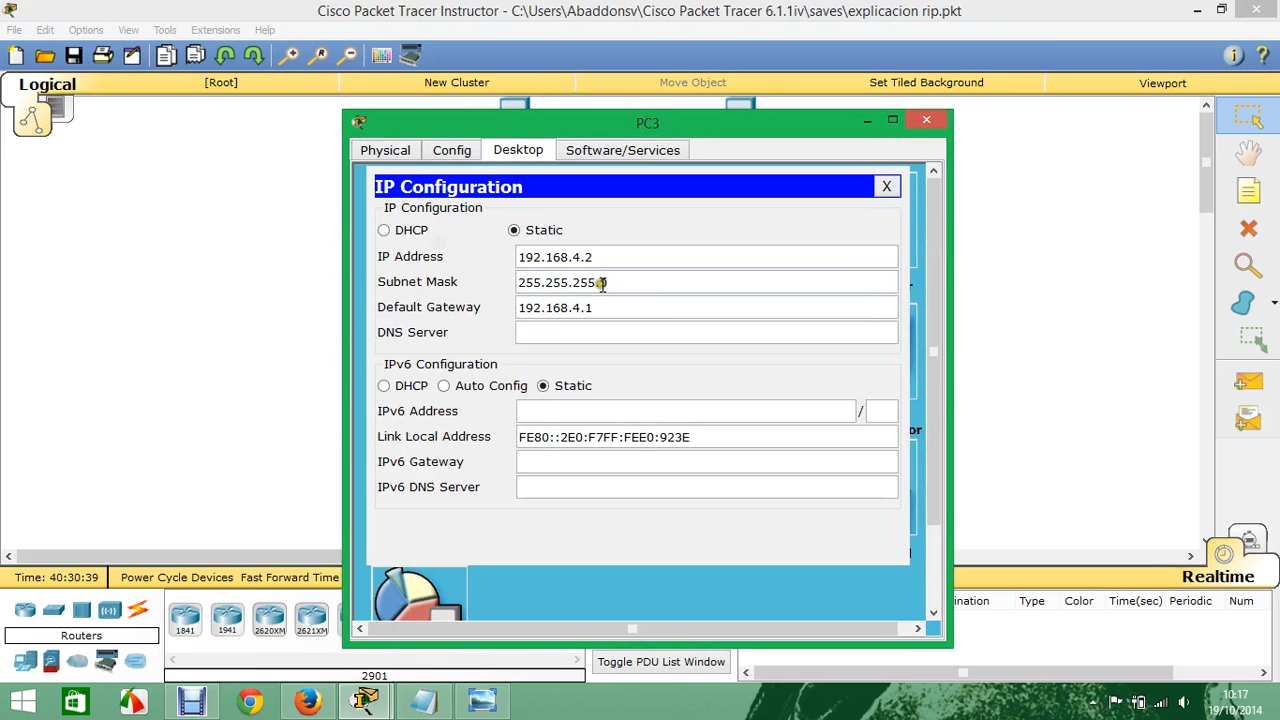 Cisco Packet Tracer Instructor - C:\Users\Abaddonsv\Cisco Packet Tracer 6.1.1iv\saves\explicacion rip.pkt
File Edit Options View Tools Extensions Help
Logical [Root] New Cluster Move Object Set Tiled Background Viewport
PC3
Physical Config Desktop Software/Services
IP Configuration X
IP Configuration
DHCP Static
IP Address 192.168.4.2
Subnet Mask 255.255.255.0
Default Gateway 192.168.4.1
DNS Server
IPv6 Configuration
DHCP Auto Config Static
IPv6 Address /
Link Local Address FE80::2E0:F7FF:FEE0:923E
IPv6 Gateway
IPv6 DNS Server
or
Time: 40:30:39 Power Cycle Devices Fast Forward Time Realtime
Routers
1841 1941 2620XM 2621XM
2901
Toggle PDU List Window
ination Type Color Time(sec) Periodic Num
10:17
19/10/2014